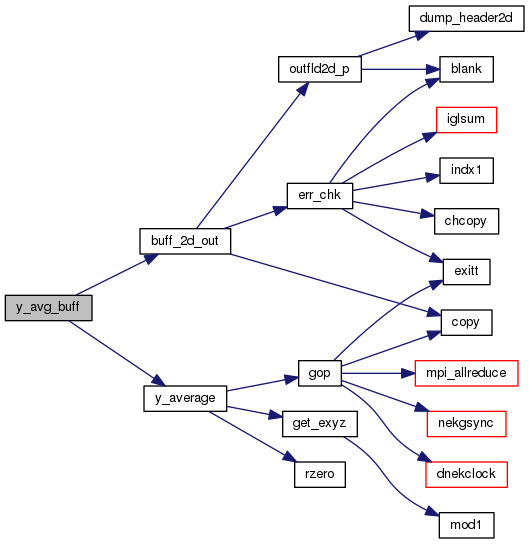 dump_header2d
outfld2d_p
blank
iglsum
indx1
err_chk
chcopy
buff_2d_out
exitt
y_avg_buff
copy
gop
mpi_allreduce
y_average
get_exyz
nekgsync
rzero
dnekclock
mod1